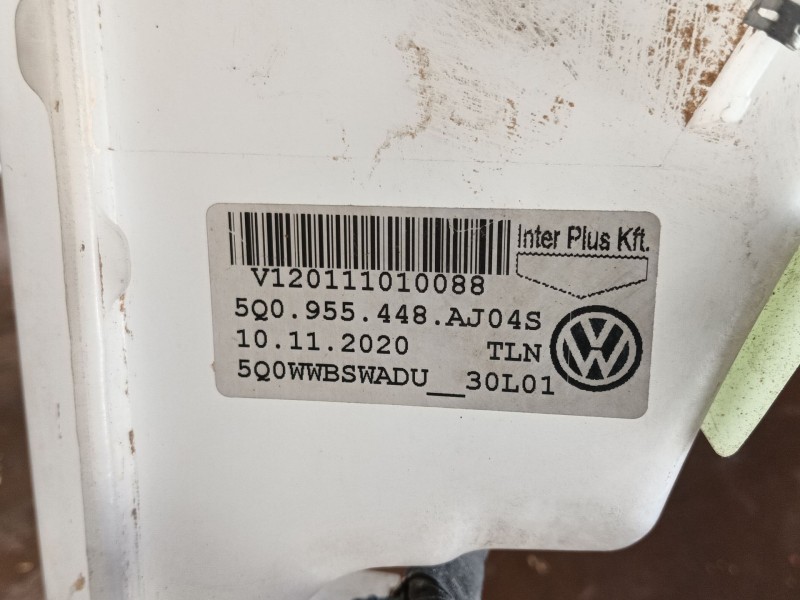 Inter Plus Kft.
V120111010088
5Q0.955.448.AJ04S
10.11.2020 TLN
5Q0WWBSWADU__30L01